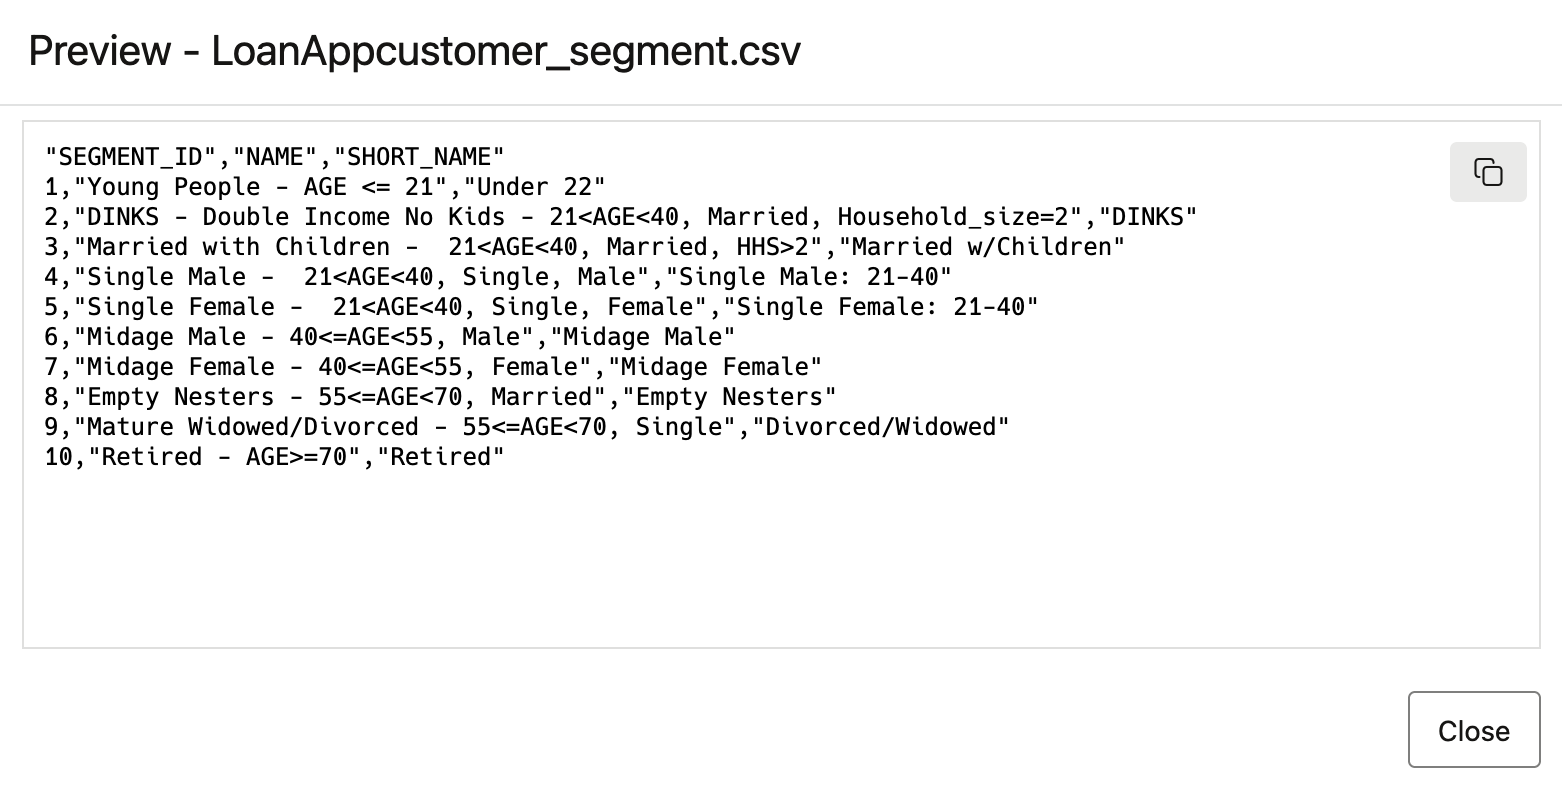 Preview - LoanAppcustomer_segment.csv
"SEGMENT_ID","NAME","SHORT_NAME"
1,"Young People - AGE <= 21","Under 22"
2,"DINKS - Double Income No Kids - 21<AGE<40, Married, Household_size=2","DINKS"
3,"Married with Children -  21<AGE<40, Married, HHS>2","Married w/Children"
4,"Single Male -  21<AGE<40, Single, Male","Single Male: 21-40"
5,"Single Female -  21<AGE<40, Single, Female","Single Female: 21-40"
6,"Midage Male - 40<=AGE<55, Male","Midage Male"
7,"Midage Female - 40<=AGE<55, Female","Midage Female"
8,"Empty Nesters - 55<=AGE<70, Married","Empty Nesters"
9,"Mature Widowed/Divorced - 55<=AGE<70, Single","Divorced/Widowed"
10,"Retired - AGE>=70","Retired"
Close